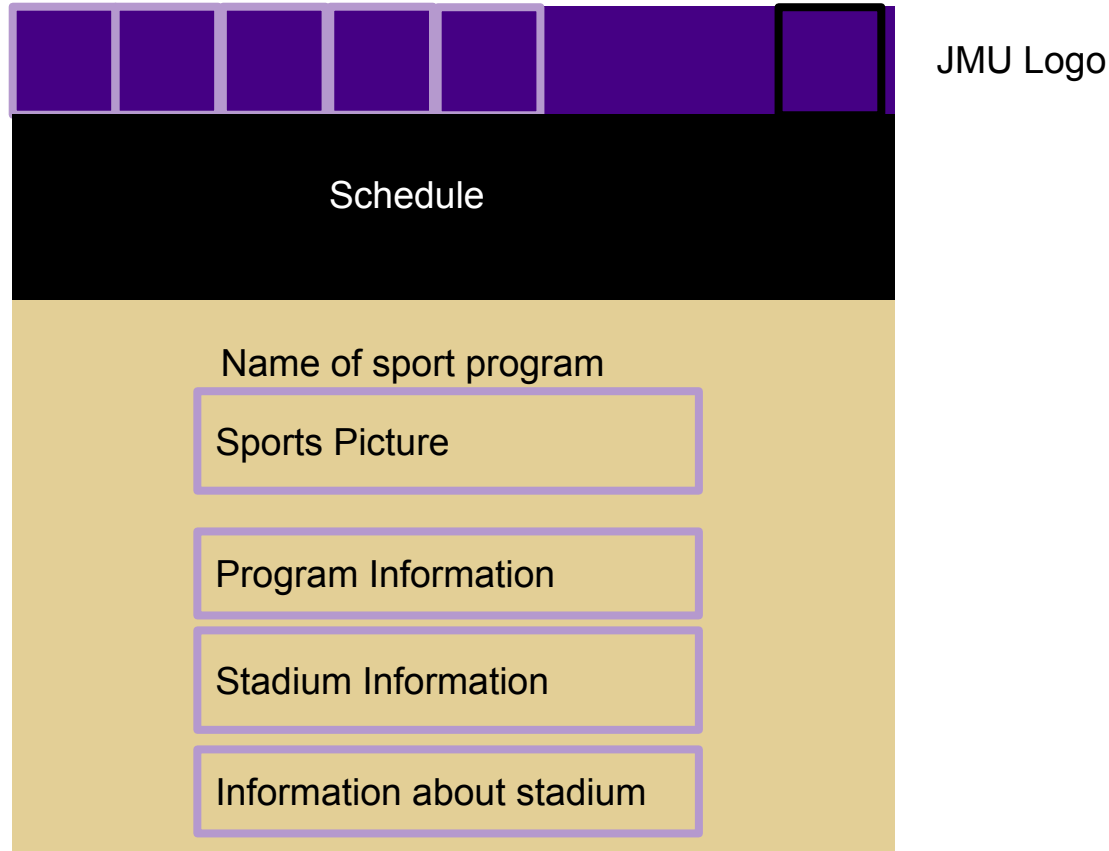 JMU Logo
Schedule
Name of sport program
Sports Picture
Program Information
Stadium Information
Information about stadium